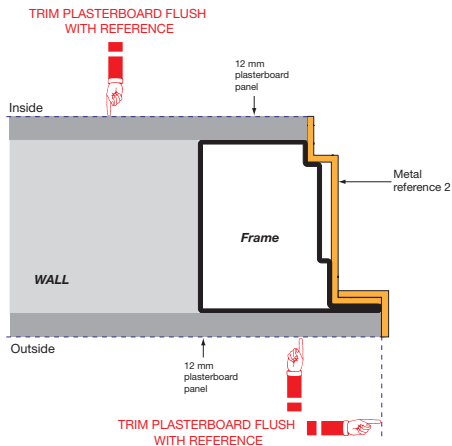 TRIM PLASTERBOARD FLUSH
WITH REFERENCE
12 mm
plasterboard
panel
Inside
Metal
reference 2
Frame
WALL
Outside
12 mm
plasterboard
panel
TRIM PLASTERBOARD FLUSH
WITH REFERENCE